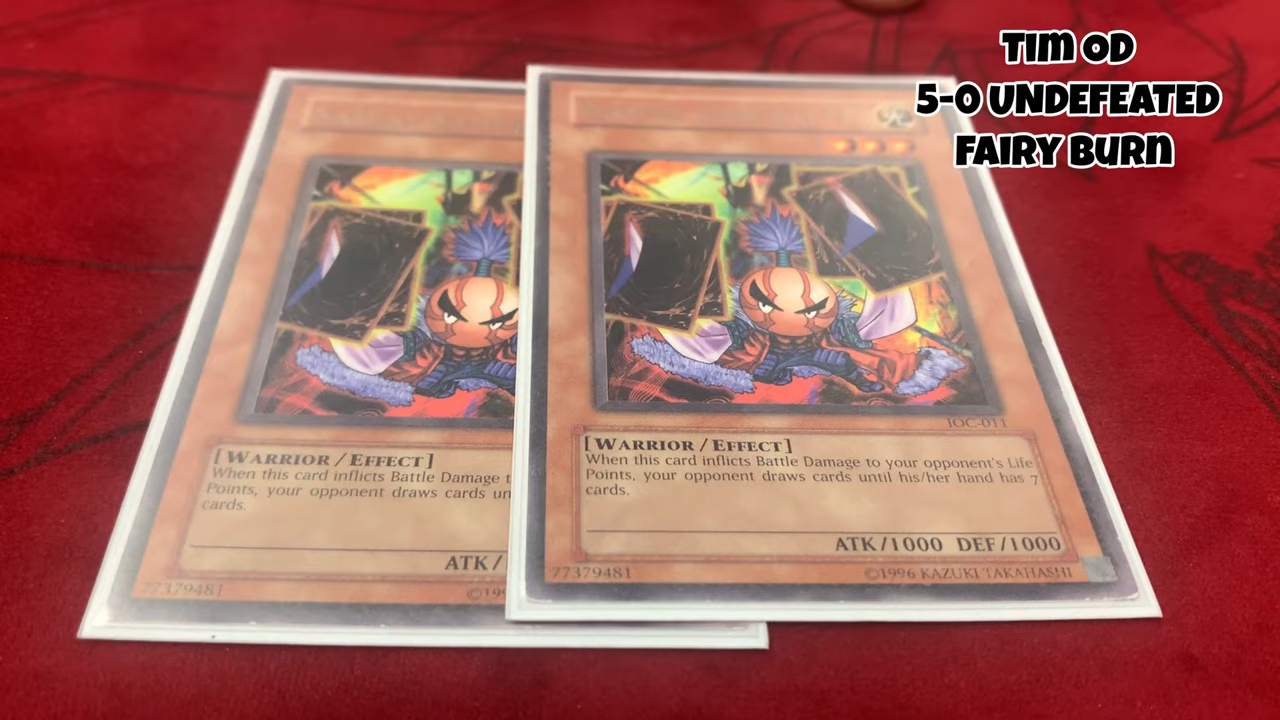 TIM OD
5-0 UNDEFEATED
FAIRY BURN
[WARRIOR/EFFECT]
When this card inflicts Battle Damage t
Points, your opponent draws cards un
cards.
ATK/
77379481
©199
IOC-011
[WARRIOR/EFFECT]
When this card inflicts Battle Damage to your opponent's Life
Points, your opponent draws cards until his/her hand has 7
cards.
ATK/1000 DEF/1000
77379481
©1996 KAZUKI TAKAHASHI